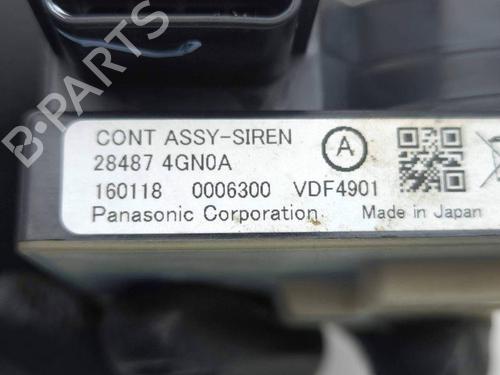 B-PARTS
CONT ASSY-SIREN
28487 4GN0A
A
160118 0006300 VDF4901
Panasonic Corporation Made in Japan